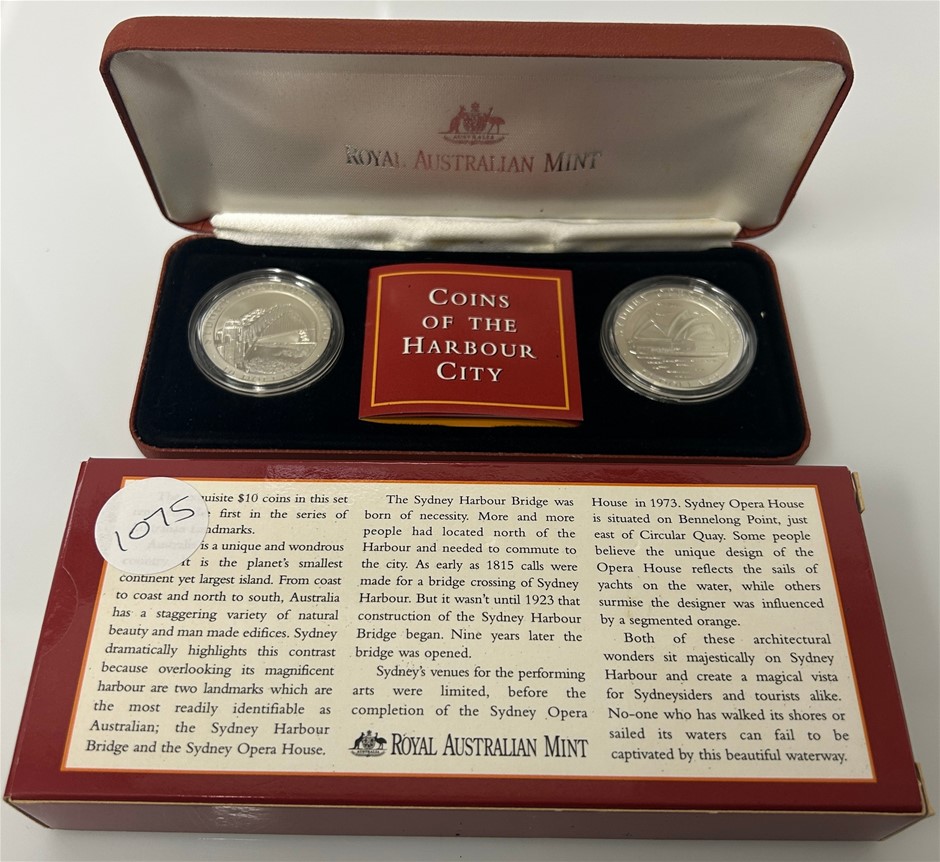 ROYAL AUSTRALIAN MINT
COINS
OF THE
HARBOUR
CITY
1075
quisite $10 coins in this set
first in the series of
ndmarks.
is a unique and wondrous
It is the planet's smallest
continent yet largest island. From coast
to coast and north to south, Australia
has a staggering variety of natural
beauty and man made edifices. Sydney
dramatically highlights this contrast
because overlooking its magnificent
harbour are two landmarks which are
the most readily identifiable as
Australian; the Sydney Harbour
Bridge and the Sydney Opera House.
The Sydney Harbour Bridge was
born of necessity. More and more
people had located north of the
Harbour and needed to commute to
the city. As early as 1815 calls were
made for a bridge crossing of Sydney
Harbour. But it wasn't until 1923 that
construction of the Sydney Harbour
Bridge began. Nine years later the
bridge was opened.
Sydney's venues for the performing
arts were limited, before the
completion of the Sydney Opera
ROYAL AUSTRALIAN MINT
House in 1973. Sydney Opera House
is situated on Bennelong Point, just
east of Circular Quay. Some people
believe the unique design of the
Opera House reflects the sails of
yachts on the water, while others
surmise the designer was influenced
by a segmented orange.
Both of these architectural
wonders sit majestically on Sydney
Harbour and create a magical vista
for Sydneysiders and tourists alike.
No-one who has walked its shores or
sailed its waters can fail to be
captivated by this beautiful waterway.